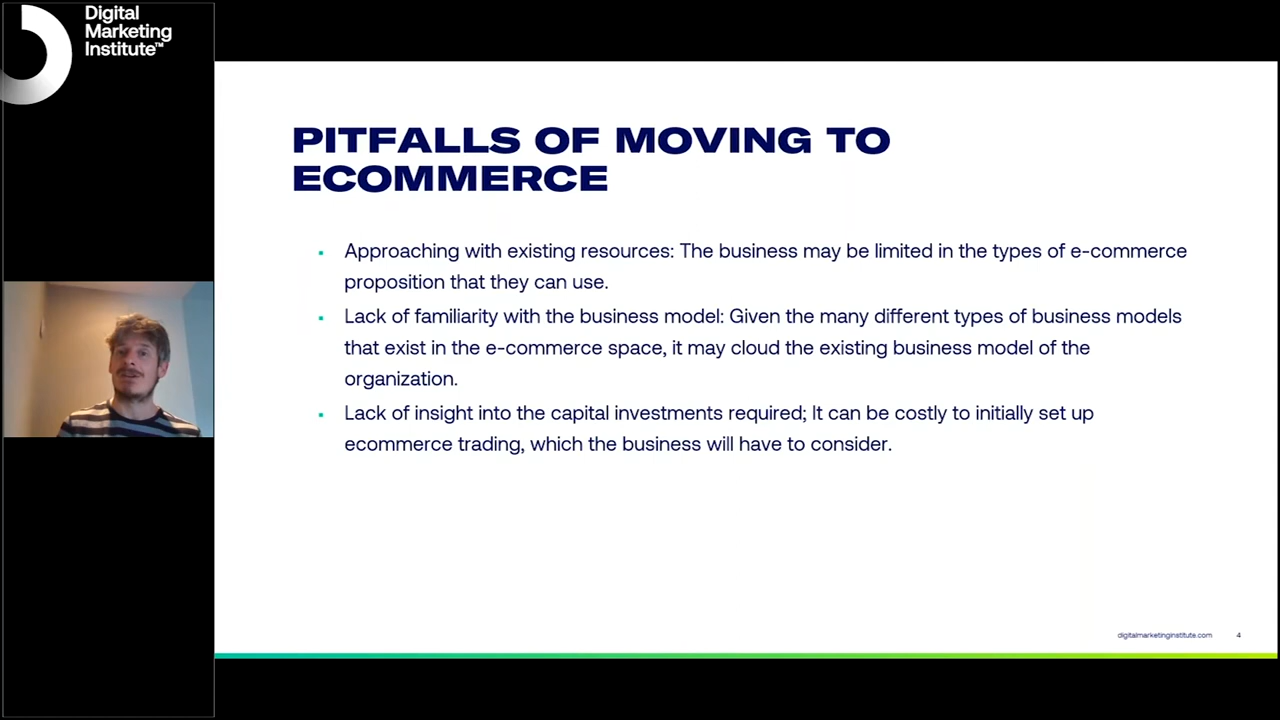 Digital
Marketing
Institute™
PITFALLS OF MOVING TO
ECOMMERCE
▪ Approaching with existing resources: The business may be limited in the types of e-commerce
proposition that they can use.
▪ Lack of familiarity with the business model: Given the many different types of business models
that exist in the e-commerce space, it may cloud the existing business model of the
organization.
▪ Lack of insight into the capital investments required; It can be costly to initially set up
ecommerce trading, which the business will have to consider.
digitalmarketinginstitute.com 4